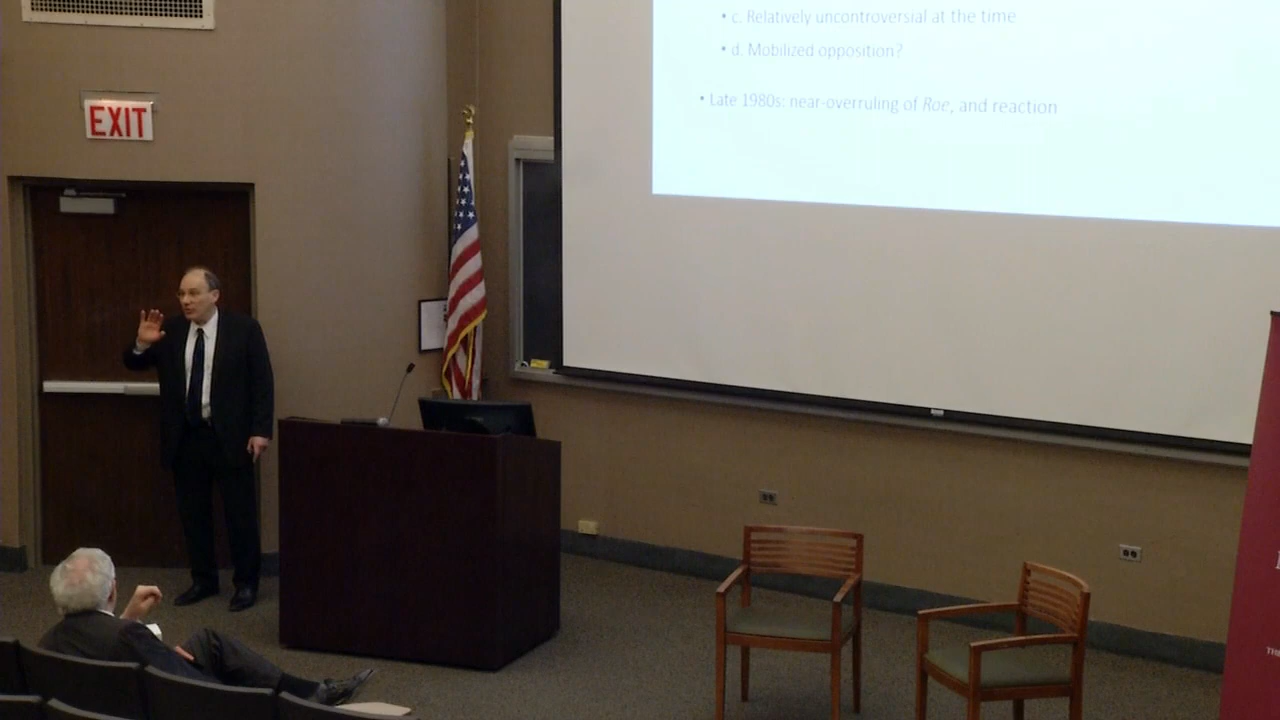 • c. Relatively uncontroversial at the time
• d. Mobilized opposition?
• Late 1980s: near-overruling of Roe, and reaction
EXIT